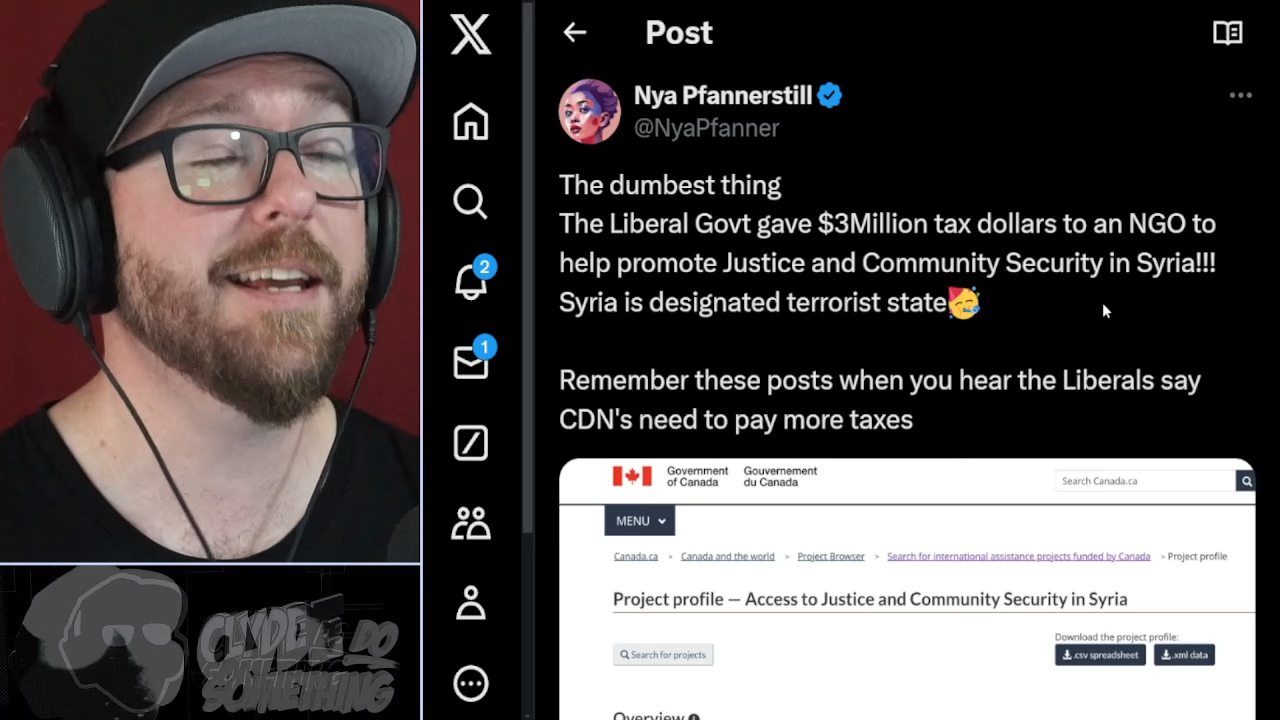 Post
Nya Pfannerstill
@NyaPfanner
The dumbest thing
The Liberal Govt gave $3Million tax dollars to an NGO to
help promote Justice and Community Security in Syria!!!
Syria is designated terrorist state🥳
Remember these posts when you hear the Liberals say
CDN's need to pay more taxes
2
1
Government of Canada
Gouvernement du Canada
Search Canada.ca
MENU
Canada.ca > Canada and the world > Project Browser > Search for international assistance projects funded by Canada > Project profile
Project profile — Access to Justice and Community Security in Syria
Download the project profile:
Search for projects
.csv spreadsheet
.xml data
Overview
CLYDE DO
SOMETHING